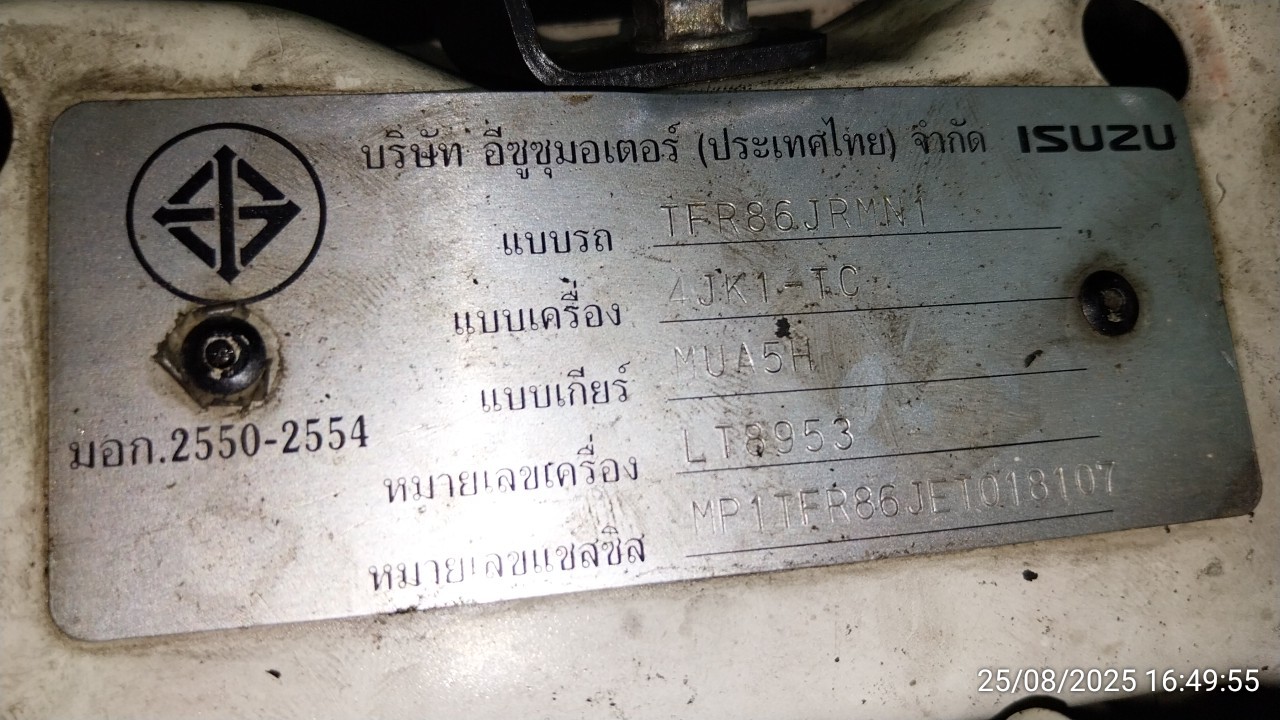 บริษัท อีซูซุมอเตอร์ (ประเทศไทย) จำกัด ISUZU
แบบรถ TFR86JRMN1
แบบเครื่อง 4JK1-TC
แบบเกียร์ MUA5H
มอก.2550-2554
หมายเลขเครื่อง LT8953
หมายเลขแชสซิส MP1TFR86JET018107
25/08/2025 16:49:55